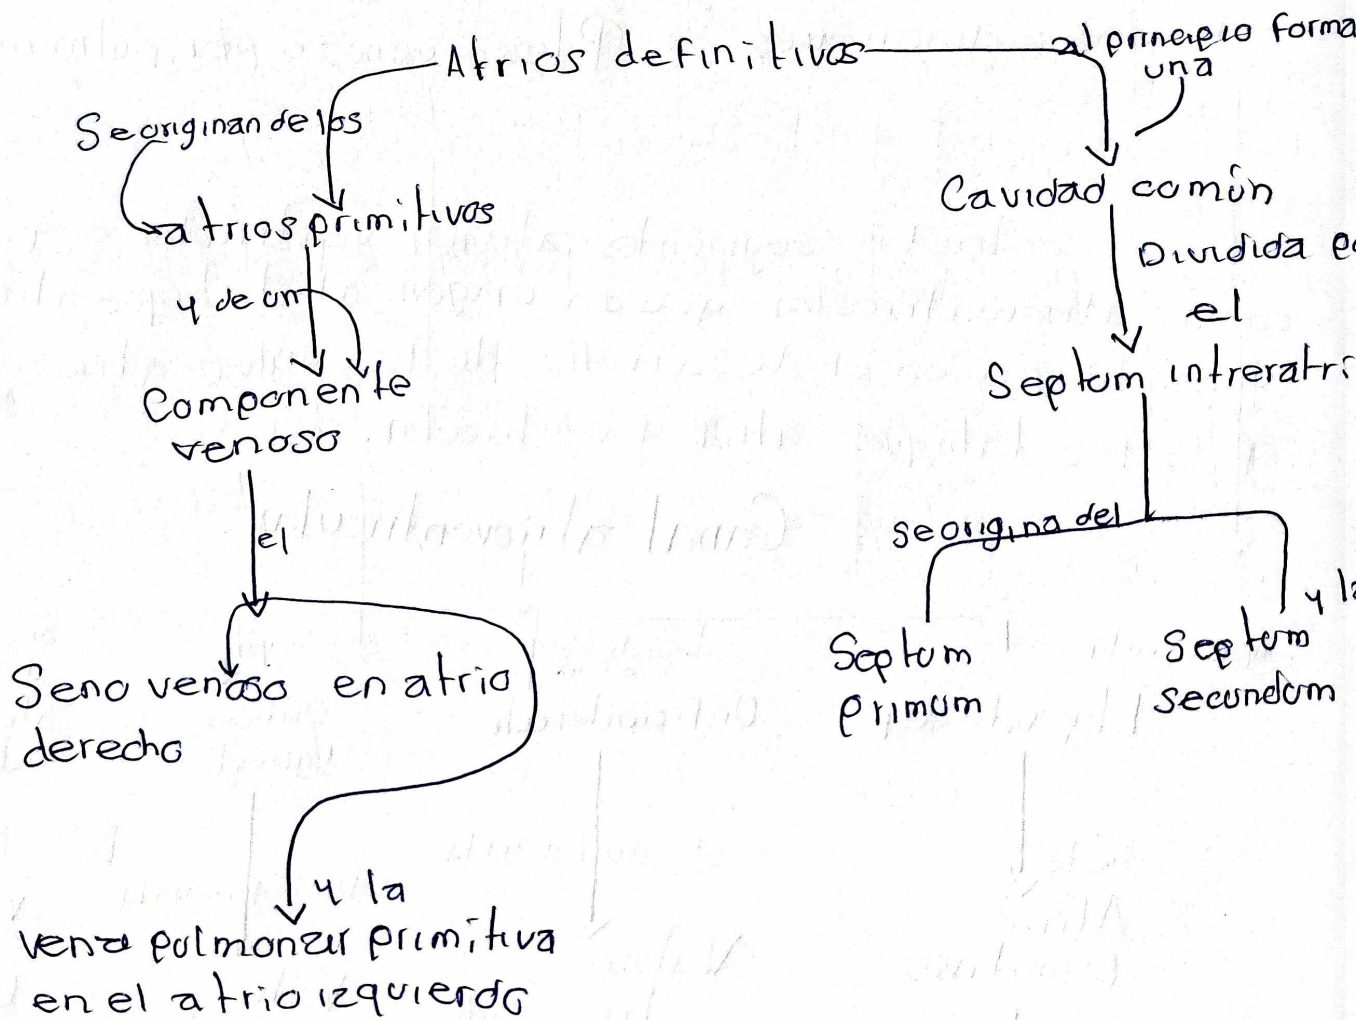 Atrios definitivos
al principio forma
una
Se originan de los
atrios primitivos
y de un
Componente
venoso
el
Seno venoso en atrio
derecho
y la
vena pulmonar primitiva
en el atrio izquierdo
Cavidad común
Dividida
el
Septum intreratri
se origina del
Septum
primum
y la
Septum
secundum